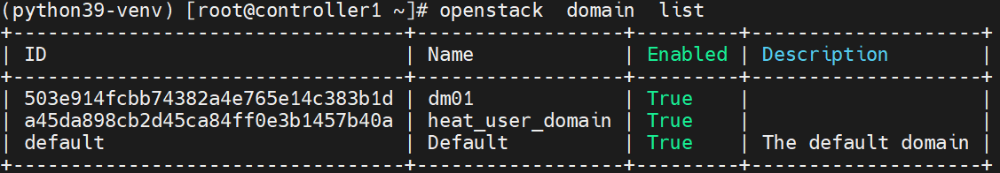 (python39-venv) [root@controller1 ~]# openstack  domain  list
+----------------------------------+------------------+---------+--------------------+
| ID                               | Name             | Enabled | Description        |
+----------------------------------+------------------+---------+--------------------+
| 503e914fcbb74382a4e765e14c383b1d | dm01             | True    |                    |
| a45da898cb2d45ca84ff0e3b1457b40a | heat_user_domain | True    |                    |
| default                          | Default          | True    | The default domain |
+----------------------------------+------------------+---------+--------------------+